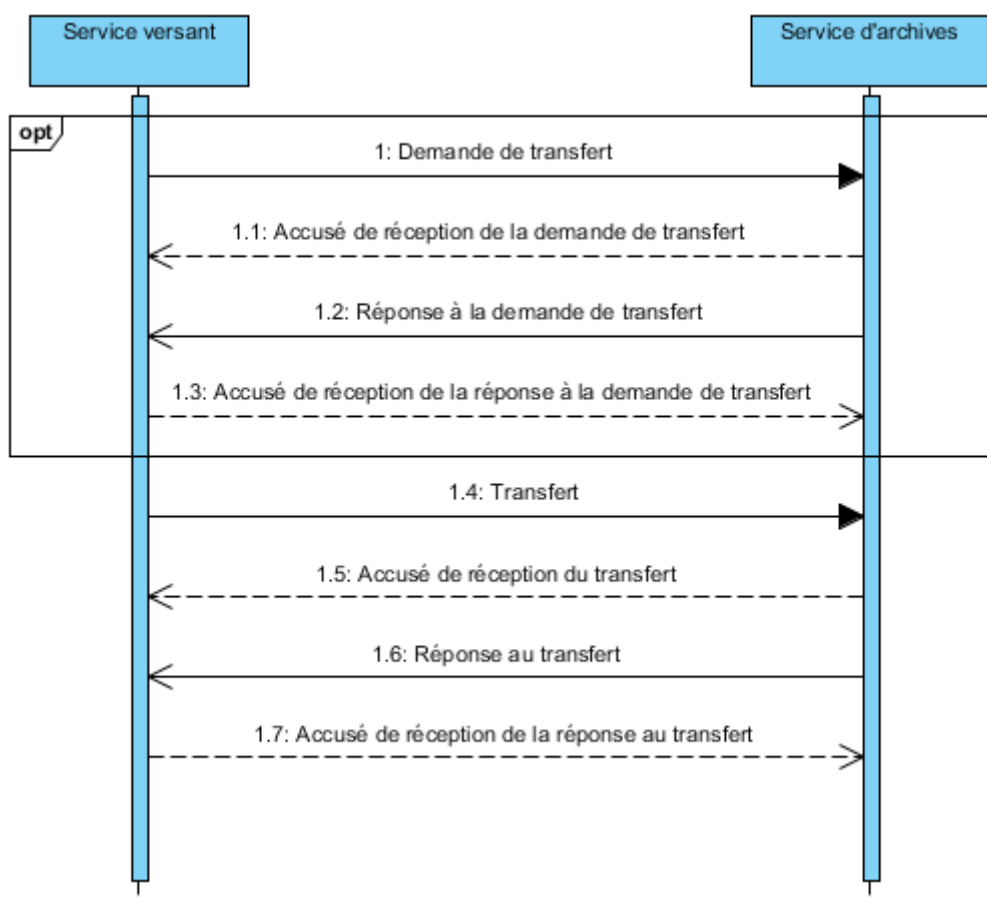 Service versant
Service d'archives
opt
1: Demande de transfert
1.1: Accusé de réception de la demande de transfert
1.2: Réponse à la demande de transfert
1.3: Accusé de réception de la réponse à la demande de transfert
1.4: Transfert
1.5: Accusé de réception du transfert
1.6: Réponse au transfert
1.7: Accusé de réception de la réponse au transfert